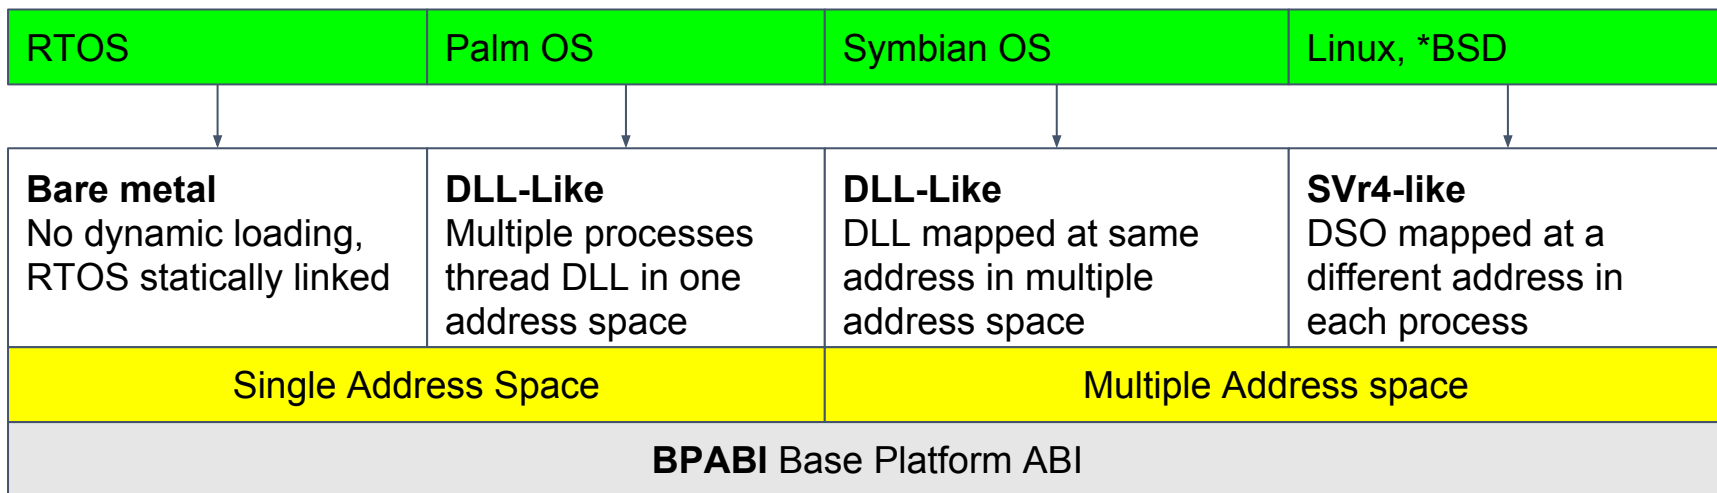 RTOS
Palm OS
Symbian OS
Linux, *BSD
Bare metal
No dynamic loading,
RTOS statically linked
DLL-Like
Multiple processes
thread DLL in one
address space
DLL-Like
DLL mapped at same
address in multiple
address space
SVr4-like
DSO mapped at a
different address in
each process
Single Address Space
Multiple Address space
BPABI Base Platform ABI